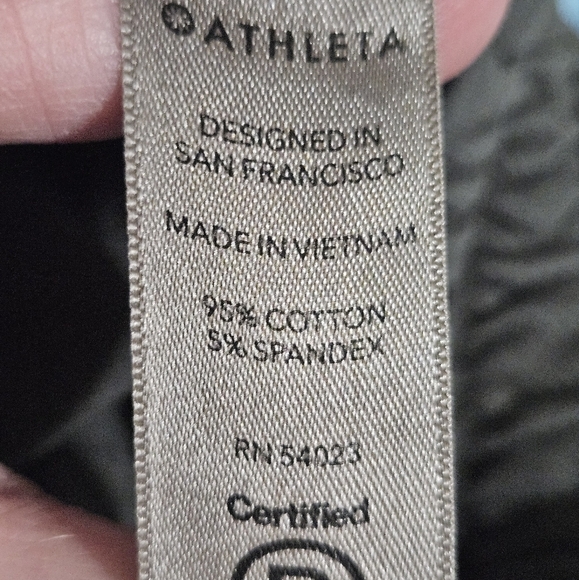 ATHLETA
DESIGNED IN
SAN FRANCISCO
MADE IN VIETNAM
95% COTTON
5% SPANDEX
RN 54023
Certified
B